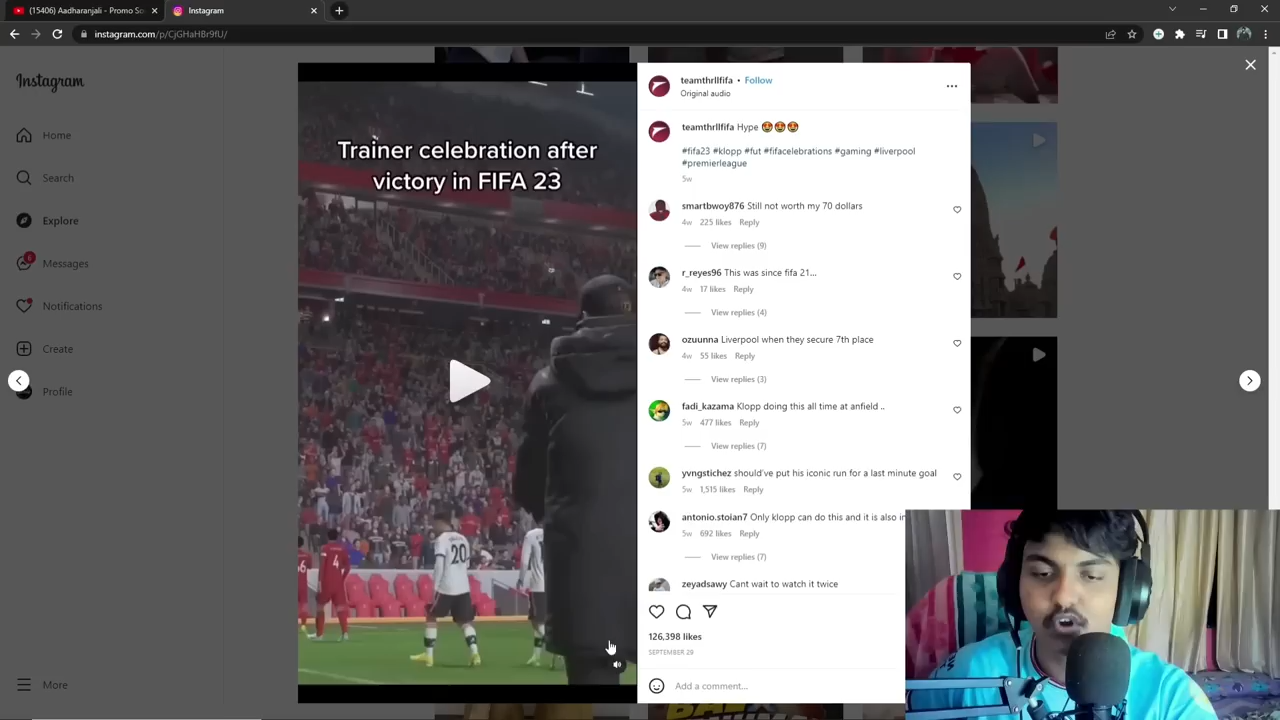 (15406) Aadharanjali - Promo So
Instagram
instagram.com/p/CjGHaHBr9fU/
Instagram
Home
Search
Explore
6
Messages
Notifications
Create
Profile
More
Trainer celebration after
victory in FIFA 23
4
20
teamthrllfifa • Follow
Original audio
teamthrllfifa Hype 😍😍😍
#fifa23 #klopp #fut #fifacelebrations #gaming #liverpool
#premierleague
5w
smartbwoy876 Still not worth my 70 dollars
4w 225 likes Reply
View replies (9)
r_reyes96 This was since fifa 21...
4w 17 likes Reply
View replies (4)
ozuunna Liverpool when they secure 7th place
4w 55 likes Reply
View replies (3)
fadi_kazama Klopp doing this all time at anfield ..
5w 477 likes Reply
View replies (7)
yvngstichez should've put his iconic run for a last minute goal
5w 1,515 likes Reply
antonio.stoian7 Only klopp can do this and it is also
5w 692 likes Reply
View replies (7)
zeyadsawy Cant wait to watch it twice
126,398 likes
Add a comment...